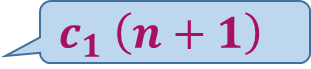 c₁ (n + 1)